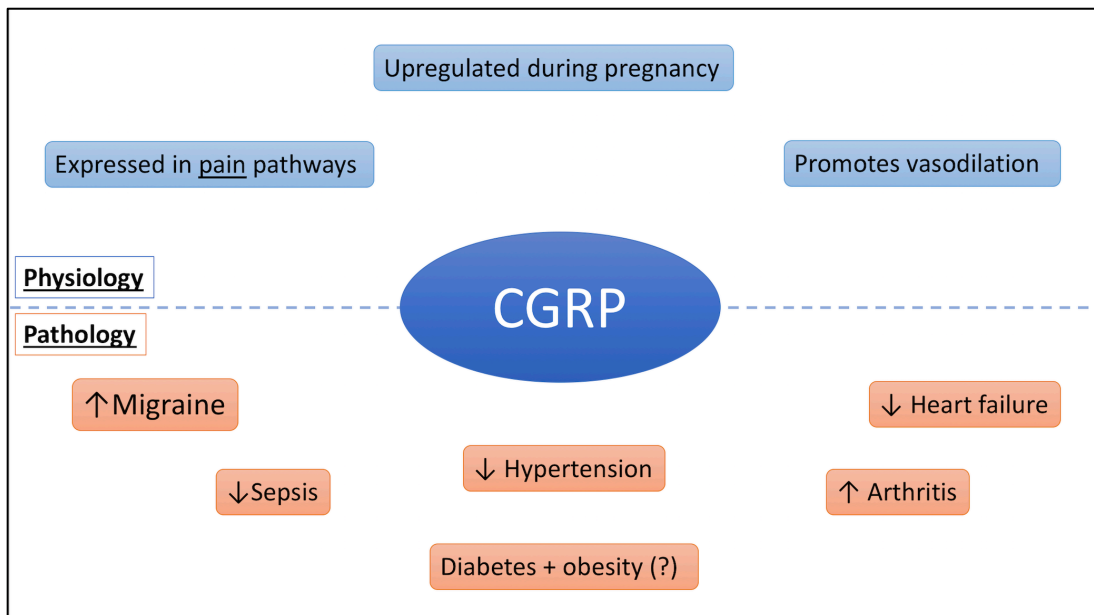 Upregulated during pregnancy
Expressed in pain pathways
Promotes vasodilation
Physiology
CGRP
Pathology
↑Migraine
↓ Heart failure
↓ Hypertension
↓Sepsis
↑ Arthritis
Diabetes + obesity (?)